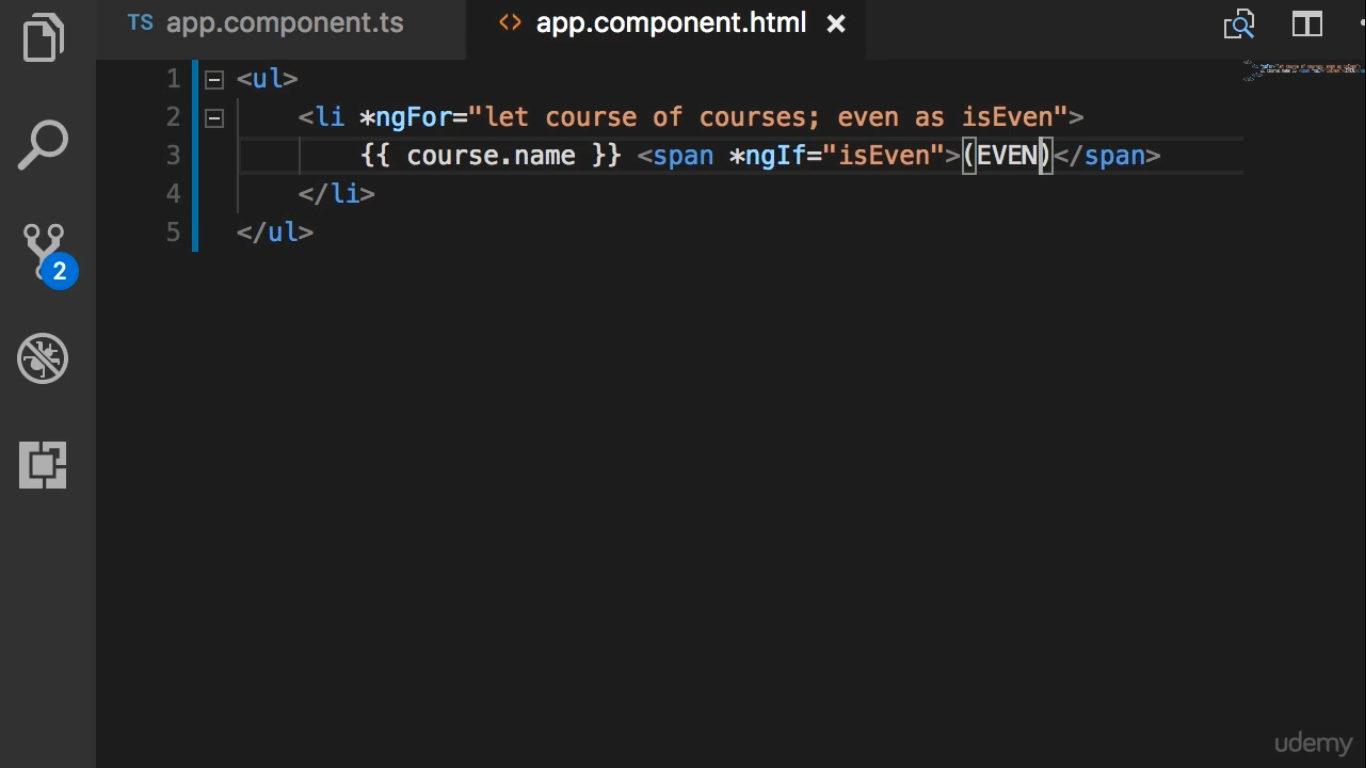 TS app.component.ts <> app.component.html ×
1 <ul>
2 <li *ngFor="let course of courses; even as isEven">
3 {{ course.name }} <span *ngIf="isEven">(EVEN)</span>
4 </li>
5 </ul>
2
udemy